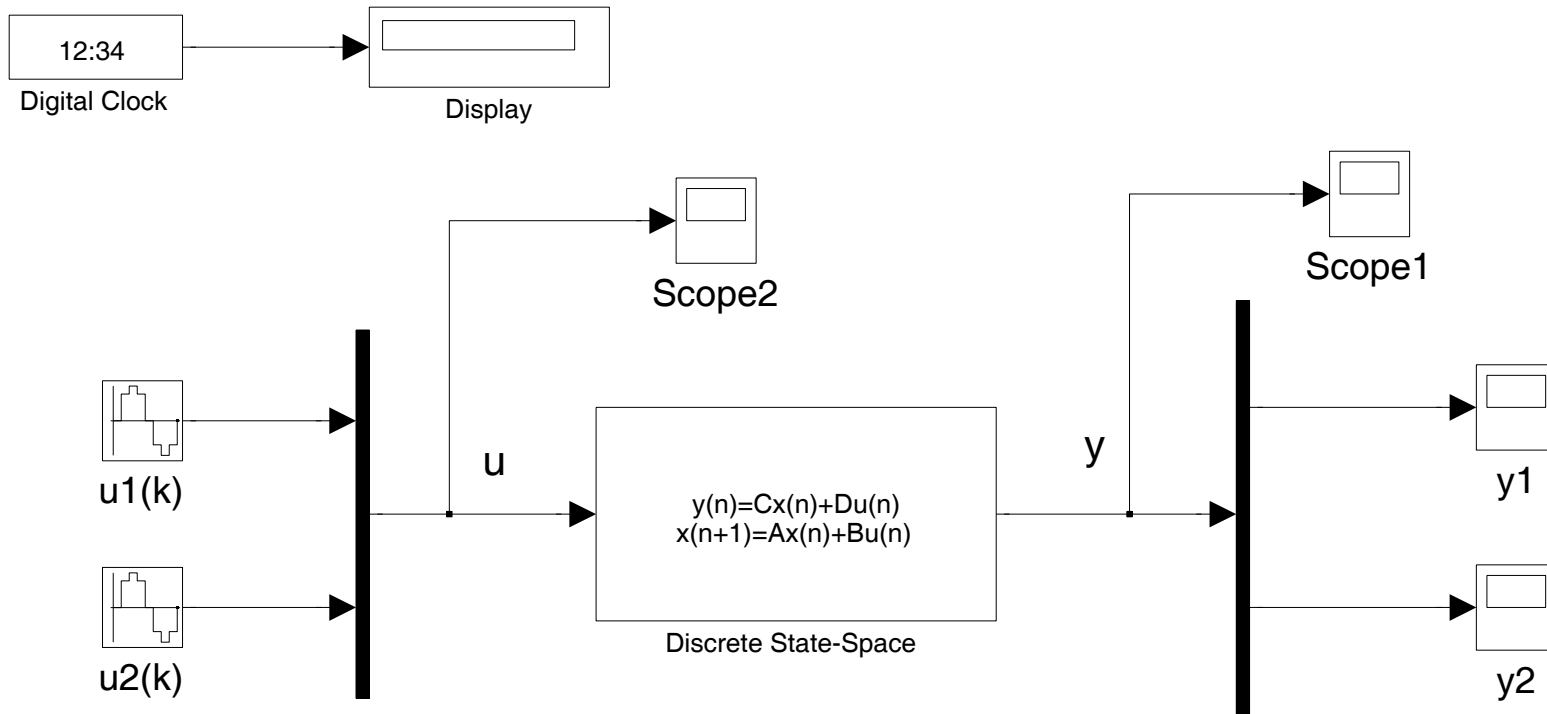 12:34
Digital Clock
Display
Scope2
Scope1
u1(k)
u
y(n)=Cx(n)+Du(n)
x(n+1)=Ax(n)+Bu(n)
Discrete State-Space
y
y1
u2(k)
y2